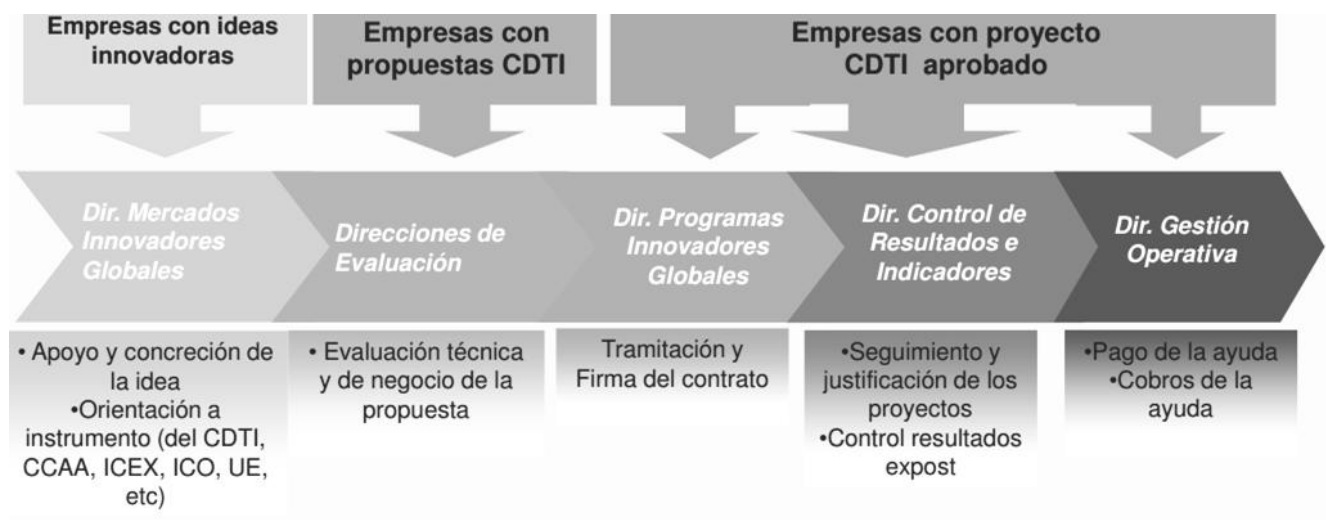 Empresas con ideas
innovadoras
Empresas con
propuestas CDTI
Empresas con proyecto
CDTI aprobado
Dir. Mercados
Innovadores
Globales
Direcciones de
Evaluación
Dir. Programas
Innovadores
Globales
Dir. Control de
Resultados e
Indicadores
Dir. Gestión
Operativa
• Apoyo y concreción de
la idea
•Orientación a
instrumento (del CDTI,
CCAA, ICEX, ICO, UE,
etc)
• Evaluación técnica
y de negocio de la
propuesta
Tramitación y
Firma del contrato
•Seguimiento y
justificación de los
proyectos
•Control resultados
expost
•Pago de la ayuda
•Cobros de la
ayuda